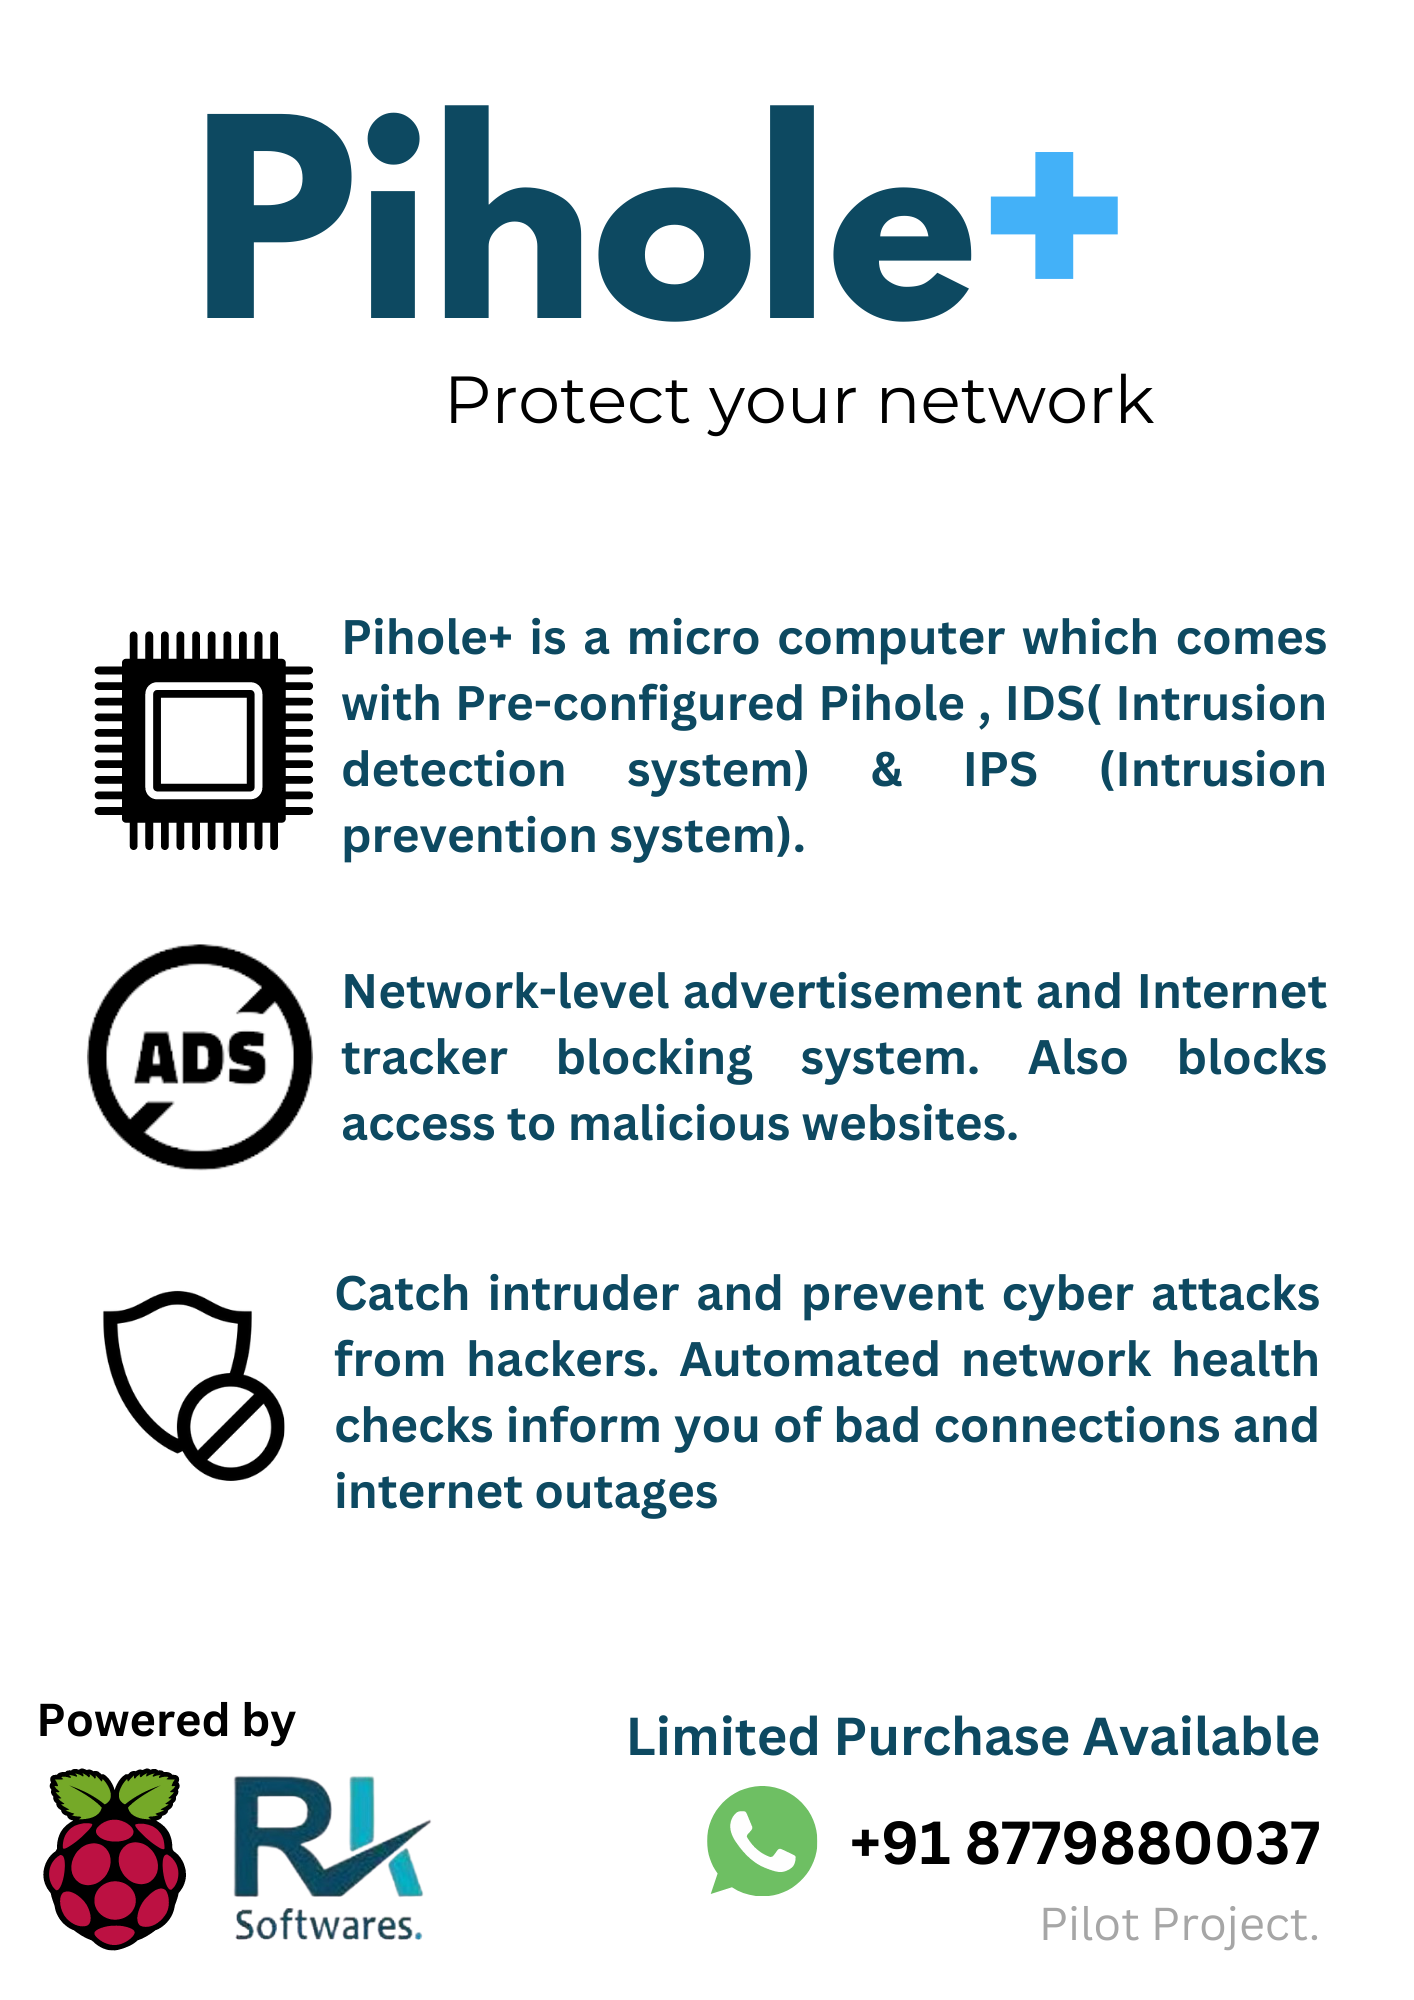 Pihole+
Protect your network
Pihole+ is a micro computer which comes
with Pre-configured Pihole , IDS( Intrusion
detection system) & IPS (Intrusion
prevention system).
ADS
Network-level advertisement and Internet
tracker blocking system. Also blocks
access to malicious websites.
Catch intruder and prevent cyber attacks
from hackers. Automated network health
checks inform you of bad connections and
internet outages
Powered by
RK
Softwares.
Limited Purchase Available
+91 8779880037
Pilot Project.